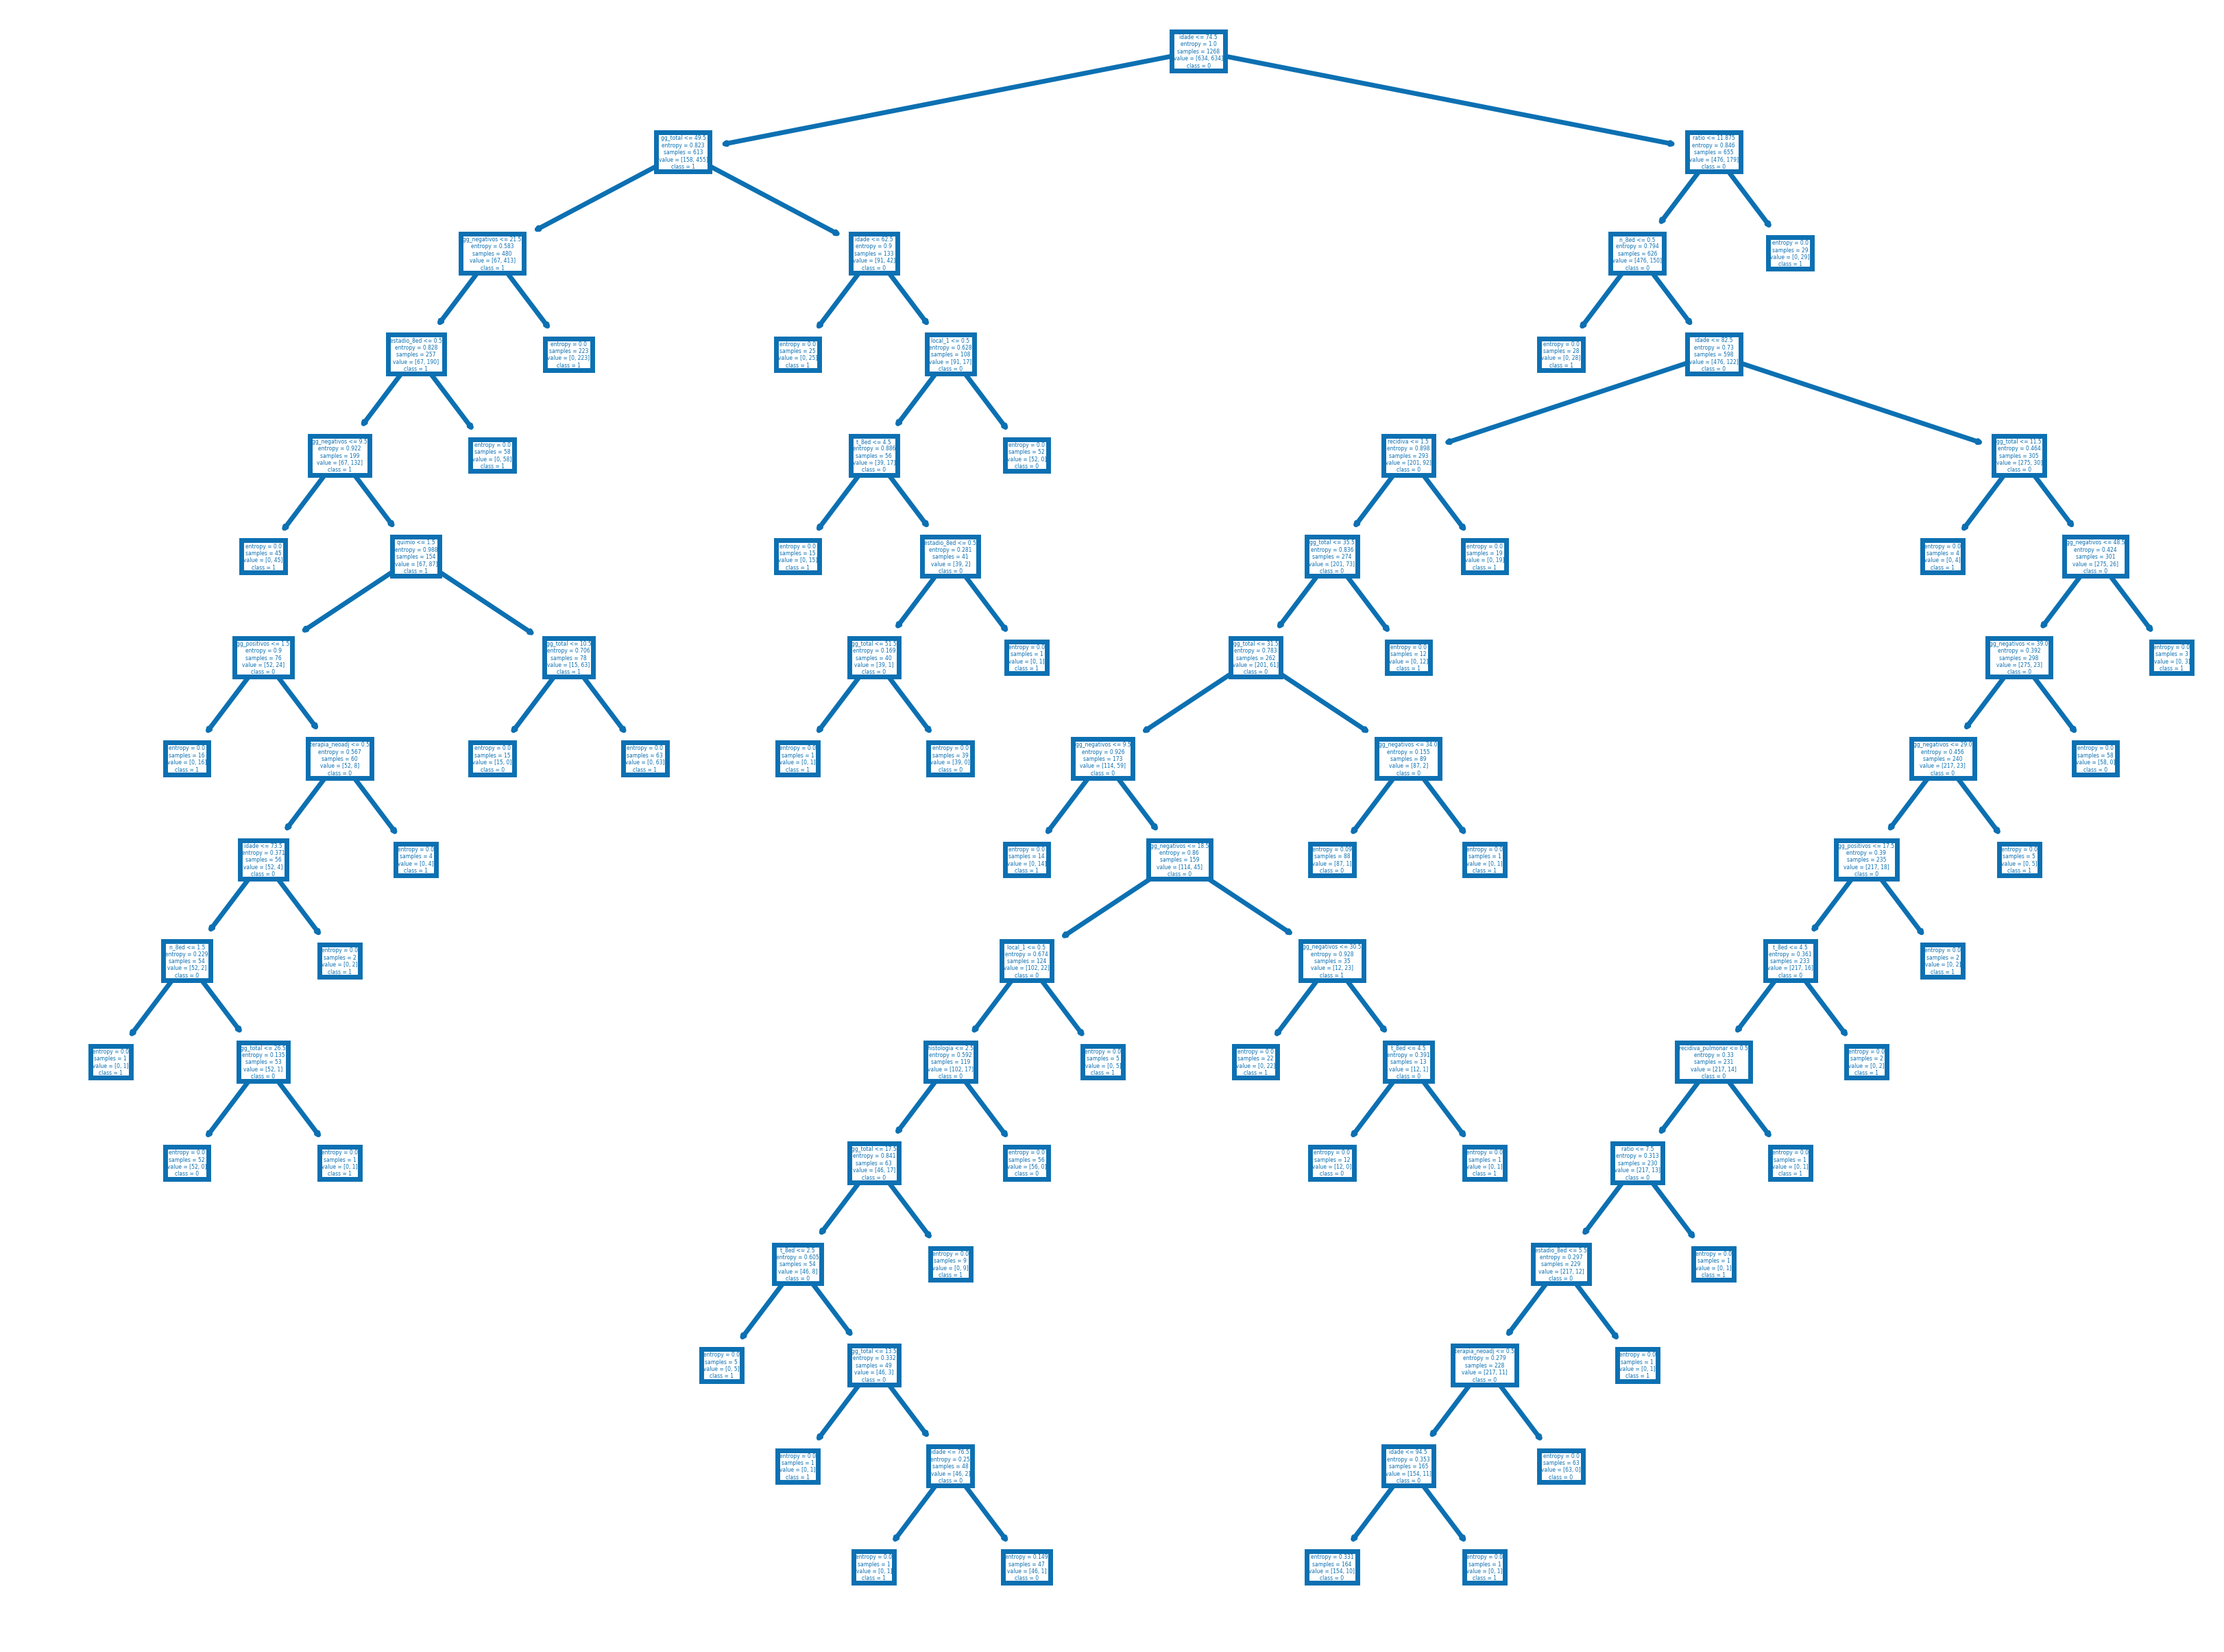 idade <= 74.5
entropy = 1.0
samples = 1268
value = [634, 634]
class = 0
gg_total <= 49.5
entropy = 0.823
samples = 613
value = [158, 455]
class = 1
ratio <= 11.875
entropy = 0.846
samples = 655
value = [476, 179]
class = 0
gg_negativos <= 21.5
entropy = 0.583
samples = 480
value = [67, 413]
class = 1
idade <= 62.5
entropy = 0.9
samples = 133
value = [91, 42]
class = 0
n_8ed <= 0.5
entropy = 0.794
samples = 626
value = [476, 150]
class = 0
entropy = 0.0
samples = 29
value = [0, 29]
class = 1
estadio_8ed <= 0.5
entropy = 0.828
samples = 257
value = [67, 190]
class = 1
entropy = 0.0
samples = 223
value = [0, 223]
class = 1
entropy = 0.0
samples = 25
value = [0, 25]
class = 1
local_1 <= 0.5
entropy = 0.628
samples = 108
value = [91, 17]
class = 0
entropy = 0.0
samples = 28
value = [0, 28]
class = 1
idade <= 82.5
entropy = 0.73
samples = 598
value = [476, 122]
class = 0
gg_negativos <= 9.5
entropy = 0.922
samples = 199
value = [67, 132]
class = 1
entropy = 0.0
samples = 58
value = [0, 58]
class = 1
t_8ed <= 4.5
entropy = 0.886
samples = 56
value = [39, 17]
class = 0
entropy = 0.0
samples = 52
value = [52, 0]
class = 0
recidiva <= 1.5
entropy = 0.898
samples = 293
value = [201, 92]
class = 0
gg_total <= 11.5
entropy = 0.464
samples = 305
value = [275, 30]
class = 0
entropy = 0.0
samples = 45
value = [0, 45]
class = 1
quimio <= 1.5
entropy = 0.988
samples = 154
value = [67, 87]
class = 1
entropy = 0.0
samples = 15
value = [0, 15]
class = 1
estadio_8ed <= 0.5
entropy = 0.281
samples = 41
value = [39, 2]
class = 0
gg_total <= 35.5
entropy = 0.836
samples = 274
value = [201, 73]
class = 0
entropy = 0.0
samples = 19
value = [0, 19]
class = 1
entropy = 0.0
samples = 4
value = [0, 4]
class = 1
gg_negativos <= 48.5
entropy = 0.424
samples = 301
value = [275, 26]
class = 0
gg_positivos <= 1.5
entropy = 0.9
samples = 76
value = [52, 24]
class = 0
gg_total <= 10.5
entropy = 0.706
samples = 78
value = [15, 63]
class = 1
gg_total <= 51.5
entropy = 0.169
samples = 40
value = [39, 1]
class = 0
entropy = 0.0
samples = 1
value = [0, 1]
class = 1
gg_total <= 21.5
entropy = 0.783
samples = 262
value = [201, 61]
class = 0
entropy = 0.0
samples = 12
value = [0, 12]
class = 1
gg_negativos <= 39.0
entropy = 0.392
samples = 298
value = [275, 23]
class = 0
entropy = 0.0
samples = 3
value = [0, 3]
class = 1
entropy = 0.0
samples = 16
value = [0, 16]
class = 1
terapia_neoadj <= 0.5
entropy = 0.567
samples = 60
value = [52, 8]
class = 0
entropy = 0.0
samples = 15
value = [15, 0]
class = 0
entropy = 0.0
samples = 63
value = [0, 63]
class = 1
entropy = 0.0
samples = 1
value = [0, 1]
class = 1
entropy = 0.0
samples = 39
value = [39, 0]
class = 0
gg_negativos <= 9.5
entropy = 0.926
samples = 173
value = [114, 59]
class = 0
gg_negativos <= 34.0
entropy = 0.155
samples = 89
value = [87, 2]
class = 0
gg_negativos <= 29.0
entropy = 0.456
samples = 240
value = [217, 23]
class = 0
entropy = 0.0
samples = 58
value = [58, 0]
class = 0
idade <= 73.5
entropy = 0.371
samples = 56
value = [52, 4]
class = 0
entropy = 0.0
samples = 4
value = [0, 4]
class = 1
entropy = 0.0
samples = 14
value = [0, 14]
class = 1
gg_negativos <= 18.5
entropy = 0.86
samples = 159
value = [114, 45]
class = 0
entropy = 0.09
samples = 88
value = [87, 1]
class = 0
entropy = 0.0
samples = 1
value = [0, 1]
class = 1
gg_positivos <= 17.5
entropy = 0.39
samples = 235
value = [217, 18]
class = 0
entropy = 0.0
samples = 5
value = [0, 5]
class = 1
n_8ed <= 1.5
entropy = 0.229
samples = 54
value = [52, 2]
class = 0
entropy = 0.0
samples = 2
value = [0, 2]
class = 1
local_1 <= 0.5
entropy = 0.674
samples = 124
value = [102, 22]
class = 0
gg_negativos <= 30.5
entropy = 0.928
samples = 35
value = [12, 23]
class = 1
t_8ed <= 4.5
entropy = 0.361
samples = 233
value = [217, 16]
class = 0
entropy = 0.0
samples = 2
value = [0, 2]
class = 1
entropy = 0.0
samples = 1
value = [0, 1]
class = 1
gg_total <= 26.5
entropy = 0.135
samples = 53
value = [52, 1]
class = 0
histologia <= 2.5
entropy = 0.592
samples = 119
value = [102, 17]
class = 0
entropy = 0.0
samples = 5
value = [0, 5]
class = 1
entropy = 0.0
samples = 22
value = [0, 22]
class = 1
t_8ed <= 4.5
entropy = 0.391
samples = 13
value = [12, 1]
class = 0
recidiva_pulmonar <= 0.5
entropy = 0.33
samples = 231
value = [217, 14]
class = 0
entropy = 0.0
samples = 2
value = [0, 2]
class = 1
entropy = 0.0
samples = 52
value = [52, 0]
class = 0
entropy = 0.0
samples = 1
value = [0, 1]
class = 1
gg_total <= 17.5
entropy = 0.841
samples = 63
value = [46, 17]
class = 0
entropy = 0.0
samples = 56
value = [56, 0]
class = 0
entropy = 0.0
samples = 12
value = [12, 0]
class = 0
entropy = 0.0
samples = 1
value = [0, 1]
class = 1
ratio <= 7.5
entropy = 0.313
samples = 230
value = [217, 13]
class = 0
entropy = 0.0
samples = 1
value = [0, 1]
class = 1
t_8ed <= 2.5
entropy = 0.605
samples = 54
value = [46, 8]
class = 0
entropy = 0.0
samples = 9
value = [0, 9]
class = 1
estadio_8ed <= 5.5
entropy = 0.297
samples = 229
value = [217, 12]
class = 0
entropy = 0.0
samples = 1
value = [0, 1]
class = 1
entropy = 0.0
samples = 5
value = [0, 5]
class = 1
gg_total <= 13.5
entropy = 0.332
samples = 49
value = [46, 3]
class = 0
terapia_neoadj <= 0.5
entropy = 0.279
samples = 228
value = [217, 11]
class = 0
entropy = 0.0
samples = 1
value = [0, 1]
class = 1
entropy = 0.0
samples = 1
value = [0, 1]
class = 1
idade <= 76.5
entropy = 0.25
samples = 48
value = [46, 2]
class = 0
idade <= 94.5
entropy = 0.353
samples = 165
value = [154, 11]
class = 0
entropy = 0.0
samples = 63
value = [63, 0]
class = 0
entropy = 0.0
samples = 1
value = [0, 1]
class = 1
entropy = 0.149
samples = 47
value = [46, 1]
class = 0
entropy = 0.331
samples = 164
value = [154, 10]
class = 0
entropy = 0.0
samples = 1
value = [0, 1]
class = 1